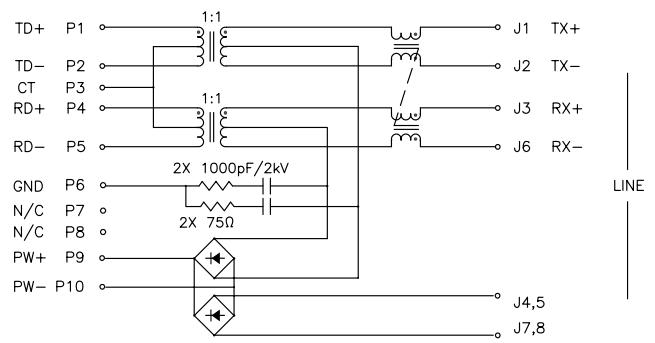 1:1
TD+ P1 J1 TX+
TD- P2 J2 TX-
CT P3
1:1
RD+ P4 J3 RX+
RD- P5 J6 RX-
2X 1000pF/2kV
GND P6 LINE
N/C P7
2X 75Ω
N/C P8
PW+ P9
PW- P10
J4,5
J7,8